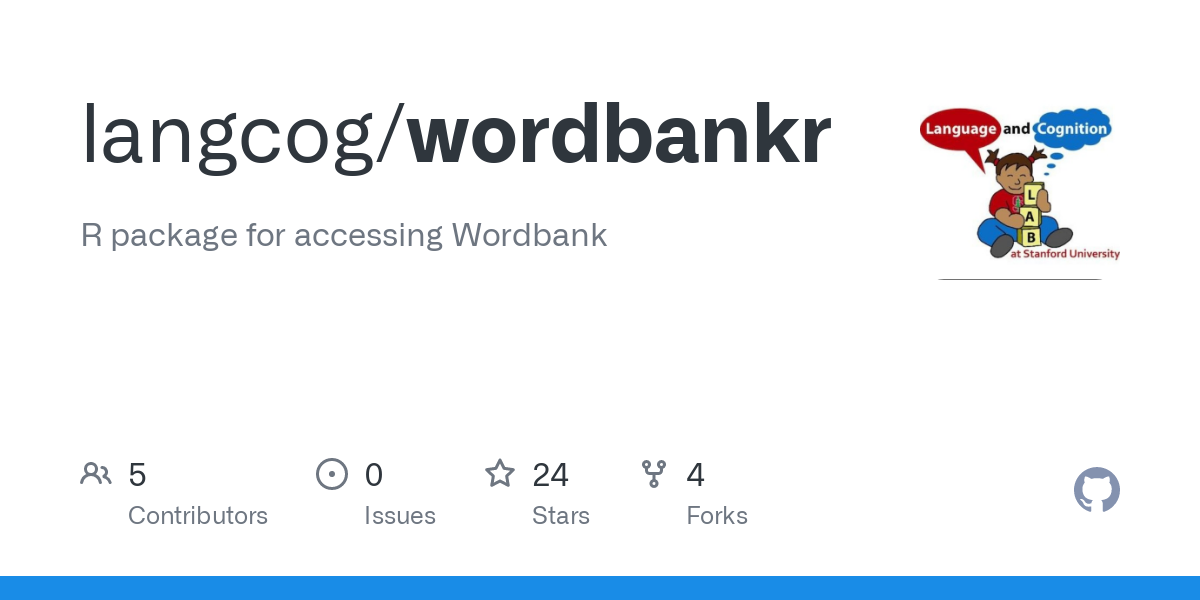 langcog/wordbankr
R package for accessing Wordbank
Language and Cognition
L
A
B
at Stanford University
5
Contributors
0
Issues
24
Stars
4
Forks